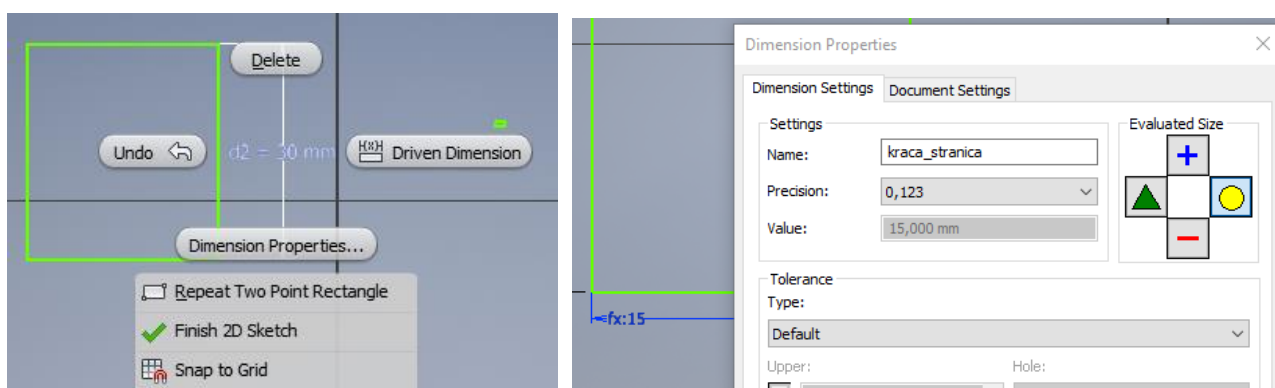 Delete
Undo
d2 = 30 mm
Driven Dimension
Dimension Properties...
Repeat Two Point Rectangle
Finish 2D Sketch
Snap to Grid
fx:15
Dimension Properties
Dimension Settings
Document Settings
Settings
Name:
kraca_stranica
Precision:
0,123
Value:
15,000 mm
Evaluated Size
Tolerance
Type:
Default
Upper:
Hole: